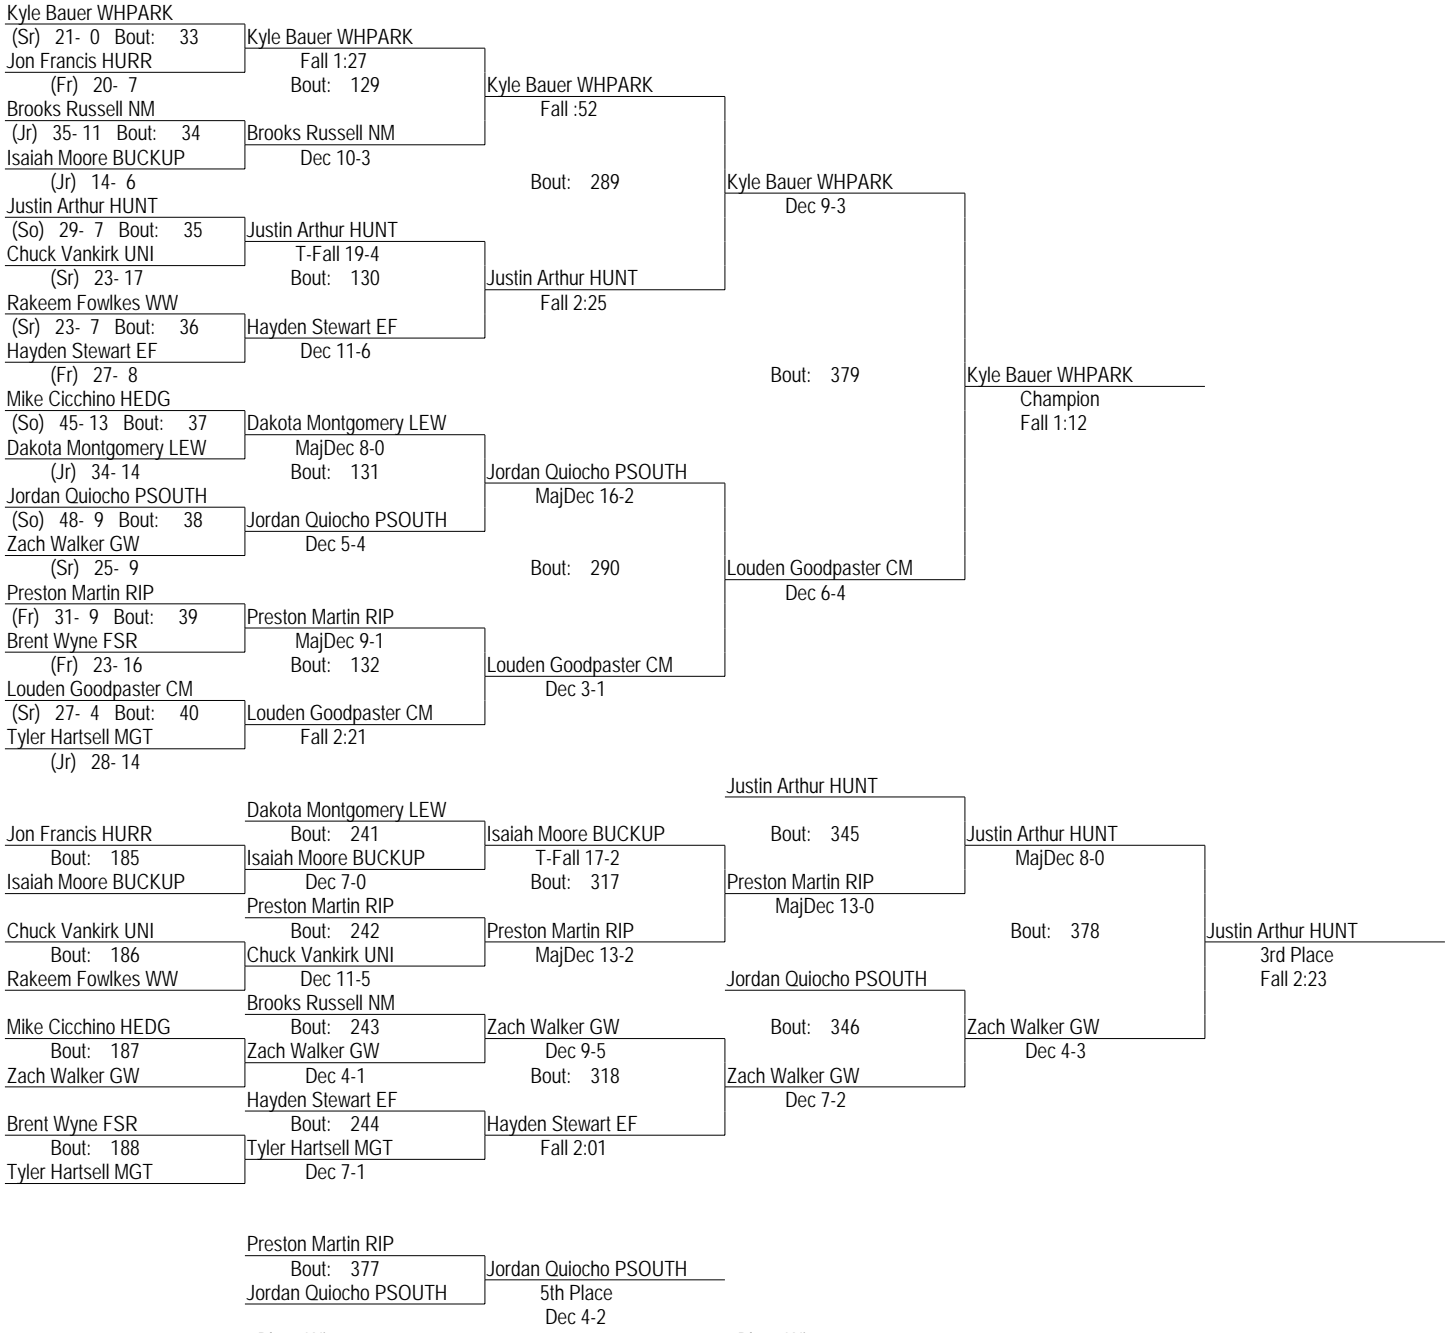 Kyle Bauer WHPARK
(Sr) 21- 0 Bout: 33 Kyle Bauer WHPARK
Jon Francis HURR Fall 1:27
(Fr) 20- 7 Bout: 129 Kyle Bauer WHPARK
Brooks Russell NM Fall :52
(Jr) 35- 11 Bout: 34 Brooks Russell NM
Isaiah Moore BUCKUP Dec 10-3
(Jr) 14- 6 Bout: 289 Kyle Bauer WHPARK
Justin Arthur HUNT Dec 9-3
(So) 29- 7 Bout: 35 Justin Arthur HUNT
Chuck Vankirk UNI T-Fall 19-4
(Sr) 23- 17 Bout: 130 Justin Arthur HUNT
Rakeem Fowlkes WW Fall 2:25
(Sr) 23- 7 Bout: 36 Hayden Stewart EF
Hayden Stewart EF Dec 11-6
(Fr) 27- 8 Bout: 379 Kyle Bauer WHPARK
Mike Cicchino HEDG Champion
(So) 45- 13 Bout: 37 Dakota Montgomery LEW Fall 1:12
Dakota Montgomery LEW MajDec 8-0
(Jr) 34- 14 Bout: 131 Jordan Quiocho PSOUTH
Jordan Quiocho PSOUTH MajDec 16-2
(So) 48- 9 Bout: 38 Jordan Quiocho PSOUTH
Zach Walker GW Dec 5-4
(Sr) 25- 9 Bout: 290 Louden Goodpaster CM
Preston Martin RIP Dec 6-4
(Fr) 31- 9 Bout: 39 Preston Martin RIP
Brent Wyne FSR MajDec 9-1
(Fr) 23- 16 Bout: 132 Louden Goodpaster CM
Louden Goodpaster CM Dec 3-1
(Sr) 27- 4 Bout: 40 Louden Goodpaster CM
Tyler Hartsell MGT Fall 2:21
(Jr) 28- 14
Justin Arthur HUNT
Dakota Montgomery LEW
Jon Francis HURR Bout: 241 Isaiah Moore BUCKUP Bout: 345 Justin Arthur HUNT
Bout: 185 Isaiah Moore BUCKUP T-Fall 17-2 MajDec 8-0
Isaiah Moore BUCKUP Dec 7-0 Bout: 317 Preston Martin RIP
Preston Martin RIP MajDec 13-0
Chuck Vankirk UNI Bout: 242 Preston Martin RIP Bout: 378 Justin Arthur HUNT
Bout: 186 Chuck Vankirk UNI MajDec 13-2 3rd Place
Rakeem Fowlkes WW Dec 11-5 Jordan Quiocho PSOUTH Fall 2:23
Brooks Russell NM
Mike Cicchino HEDG Bout: 243 Zach Walker GW Bout: 346 Zach Walker GW
Bout: 187 Zach Walker GW Dec 9-5 Dec 4-3
Zach Walker GW Dec 4-1 Bout: 318 Zach Walker GW
Hayden Stewart EF Dec 7-2
Brent Wyne FSR Bout: 244 Hayden Stewart EF
Bout: 188 Tyler Hartsell MGT Fall 2:01
Tyler Hartsell MGT Dec 7-1
Preston Martin RIP
Bout: 377 Jordan Quiocho PSOUTH
Jordan Quiocho PSOUTH 5th Place
Dec 4-2